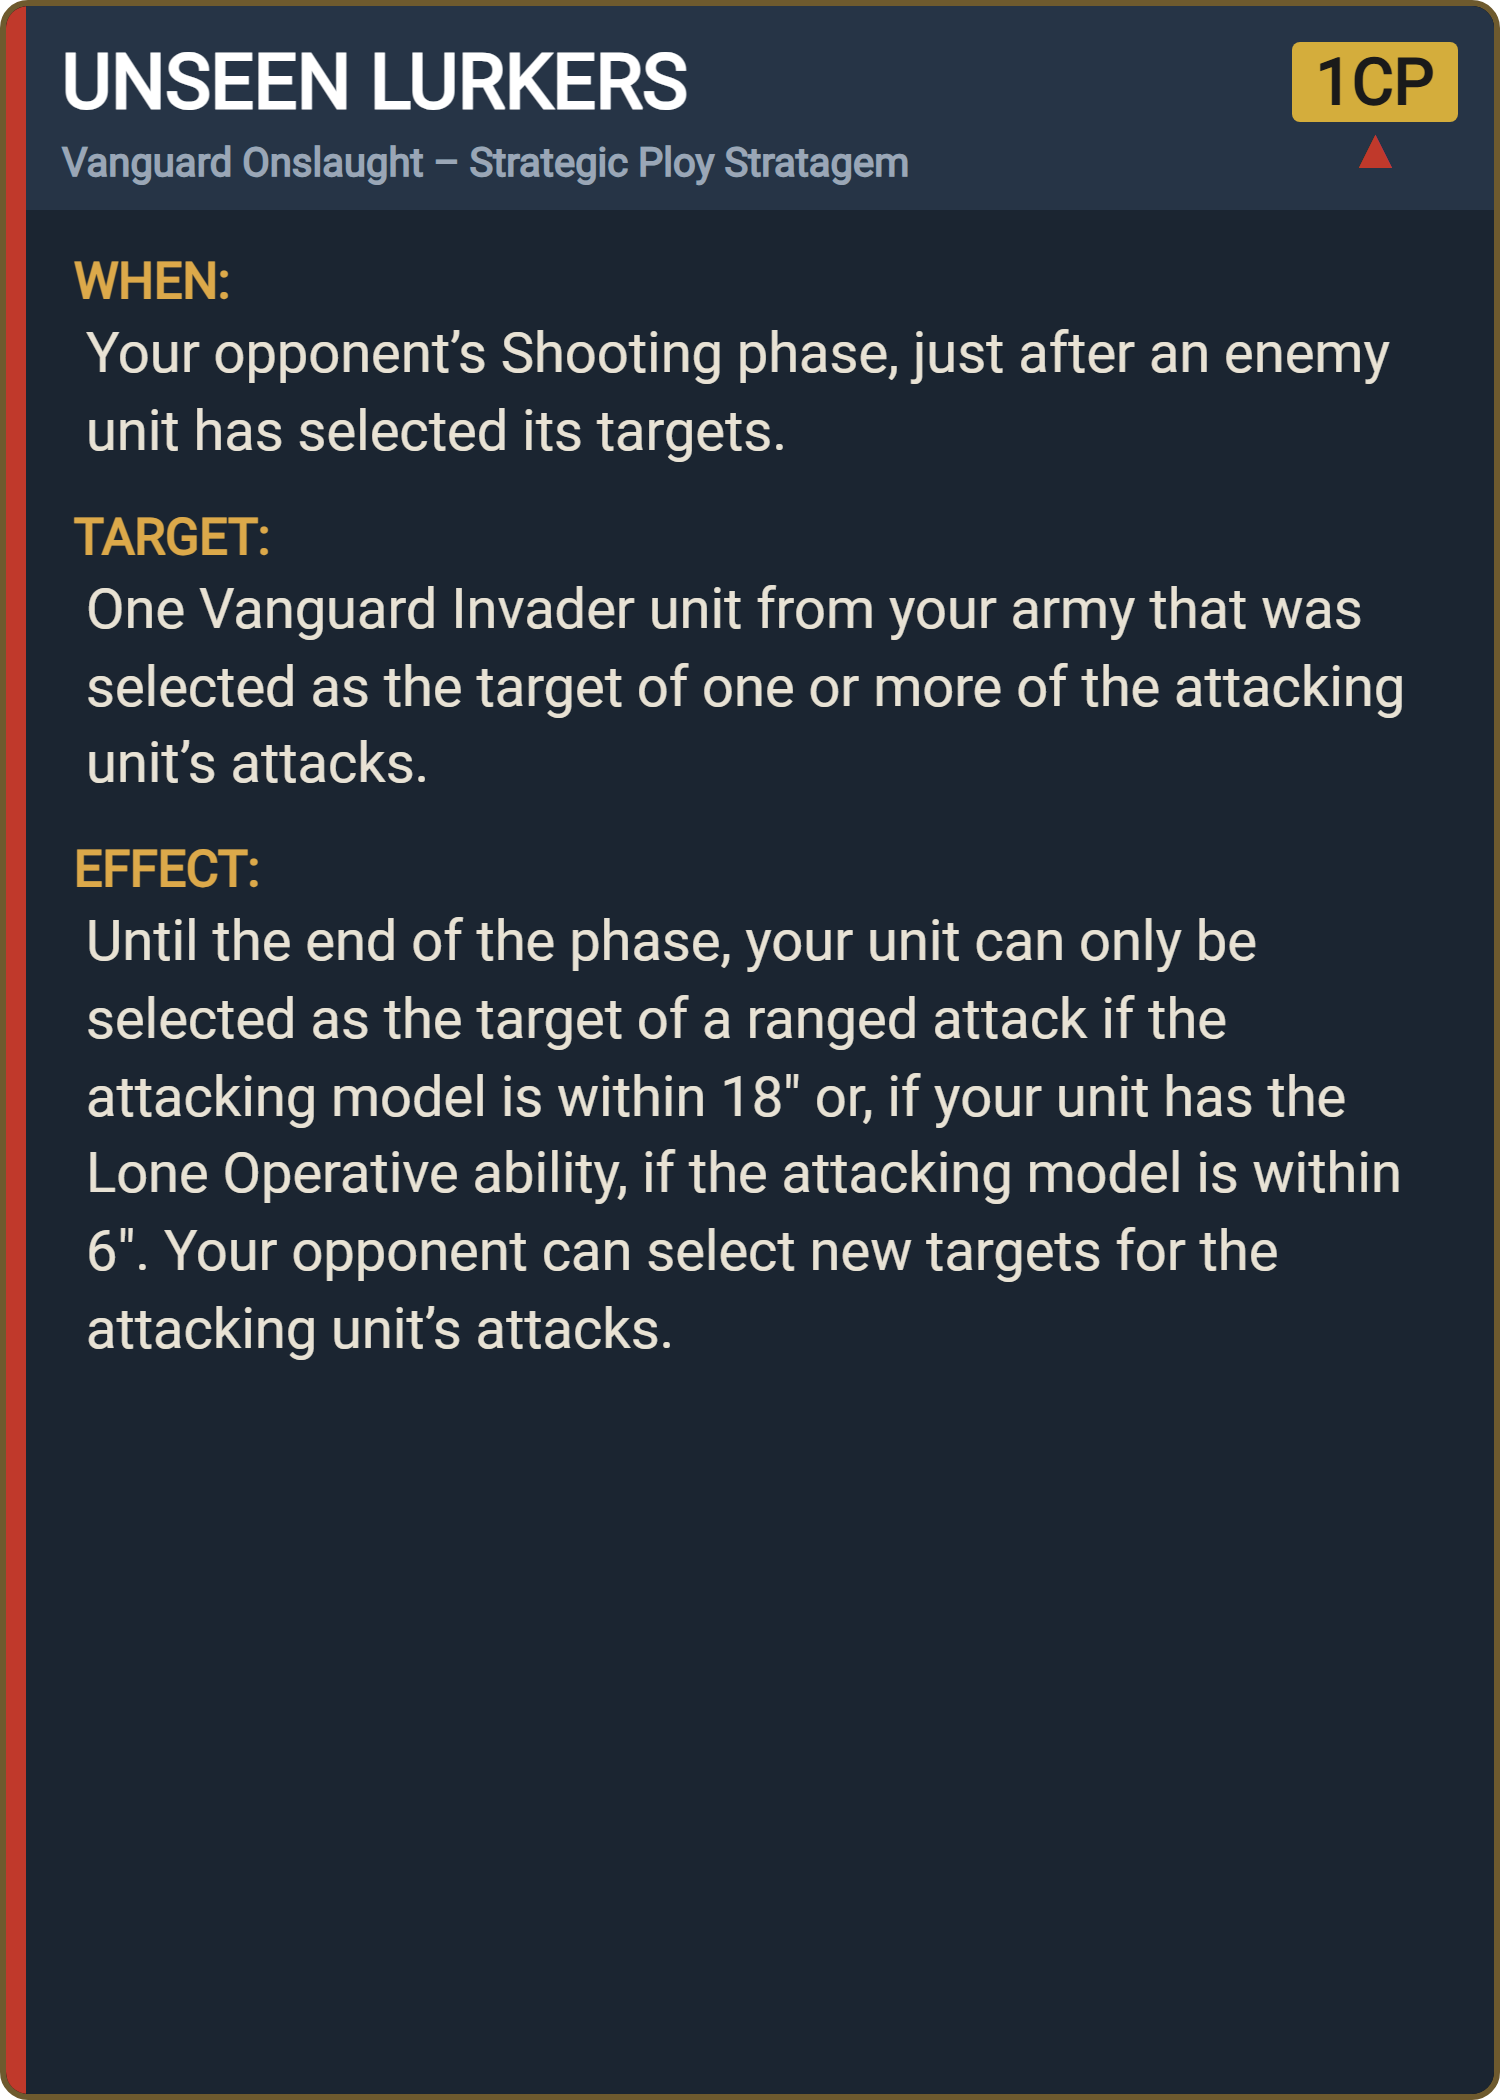 UNSEEN LURKERS
1CP
Vanguard Onslaught – Strategic Ploy Stratagem
WHEN:
Your opponent’s Shooting phase, just after an enemy
unit has selected its targets.
TARGET:
One Vanguard Invader unit from your army that was
selected as the target of one or more of the attacking
unit’s attacks.
EFFECT:
Until the end of the phase, your unit can only be
selected as the target of a ranged attack if the
attacking model is within 18" or, if your unit has the
Lone Operative ability, if the attacking model is within
6". Your opponent can select new targets for the
attacking unit’s attacks.